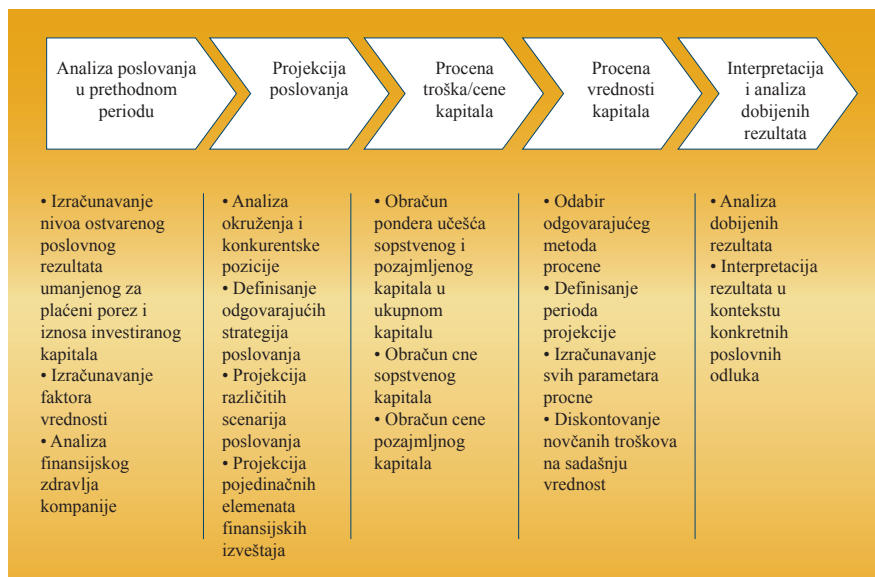 Analiza poslovanja
u prethodnom
periodu
Projekcija
poslovanja
Procena
troška/cene
kapitala
Procena
vrednosti
kapitala
Interpretacija
i analiza
dobijenih
rezultata
• Izračunavanje
nivoa ostvarenog
poslovnog
rezultata
umanjenog za
plaćeni porez i
iznosa investiranog
kapitala
• Izračunavanje
faktora
vrednosti
• Analiza
finansijskog
zdravlja
kompanije
• Analiza
okruženja i
konkurentske
pozicije
• Definisanje
odgovarajućih
strategija
poslovanja
• Projekcija
različitih
scenarija
poslovanja
• Projekcija
pojedinačnih
elemenata
finansijskih
izveštaja
• Obračun
pondera učešća
sopstvenog i
pozajmljenog
kapitala u
ukupnom
kapitalu
• Obračun cne
sopstvenog
kapitala
• Obračun cene
pozajmljnog
kapitala
• Odabir
odgovarajućeg
metoda
procene
• Definisanje
perioda
projekcije
• Izračunavanje
svih parametara
procne
• Diskontovanje
novčanih troškova
na sadašnju
vrednost
• Analiza
dobijenih
rezultata
• Interpretacija
rezultata u
kontekstu
konkretnih
poslovnih
odluka